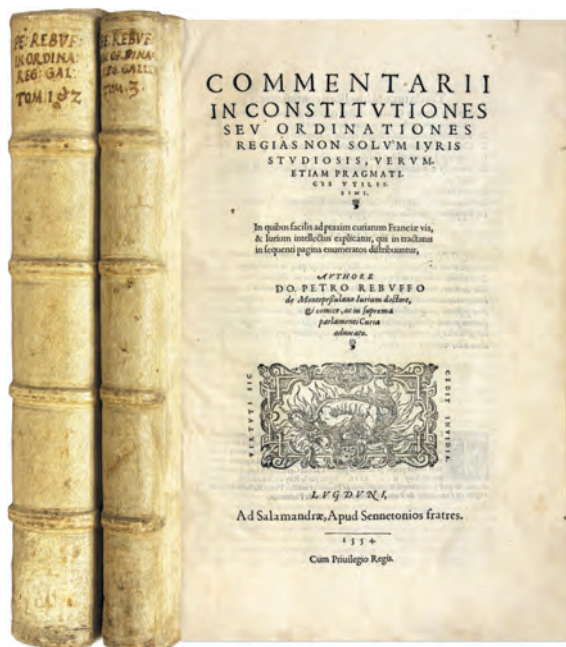 PE: REBVF:
IN ORDINA:
REG: GAL:
TOM. 1 & 2
PE. REBVF
TOM. 3.
COMMENTARII
IN CONSTITVTIONES
SEV ORDINATIONES
REGIAS NON SOLVM IVRIS
STVDIOSIS, VERVM-
ETIAM PRAGMATI-
CIS VTILIS-
SIMI.
In quibus facilis ad praxim curiarum Franciæ via,
& Iurium intellectus explicatur, qui in tractatus
in sequenti pagina enumeratos distribuuntur,
AVTHORE
DO. PETRO REBVFFO
de Montepessulano Iurium doctore,
& comite, ac in suprema
parlamenti Curia
aduocato.
VIRTVTI SIC
CEDIT INVIDIA
LVGDVNI,
Ad Salamandræ, Apud Sennetonios fratres.
1554.
Cum Priuilegio Regis.